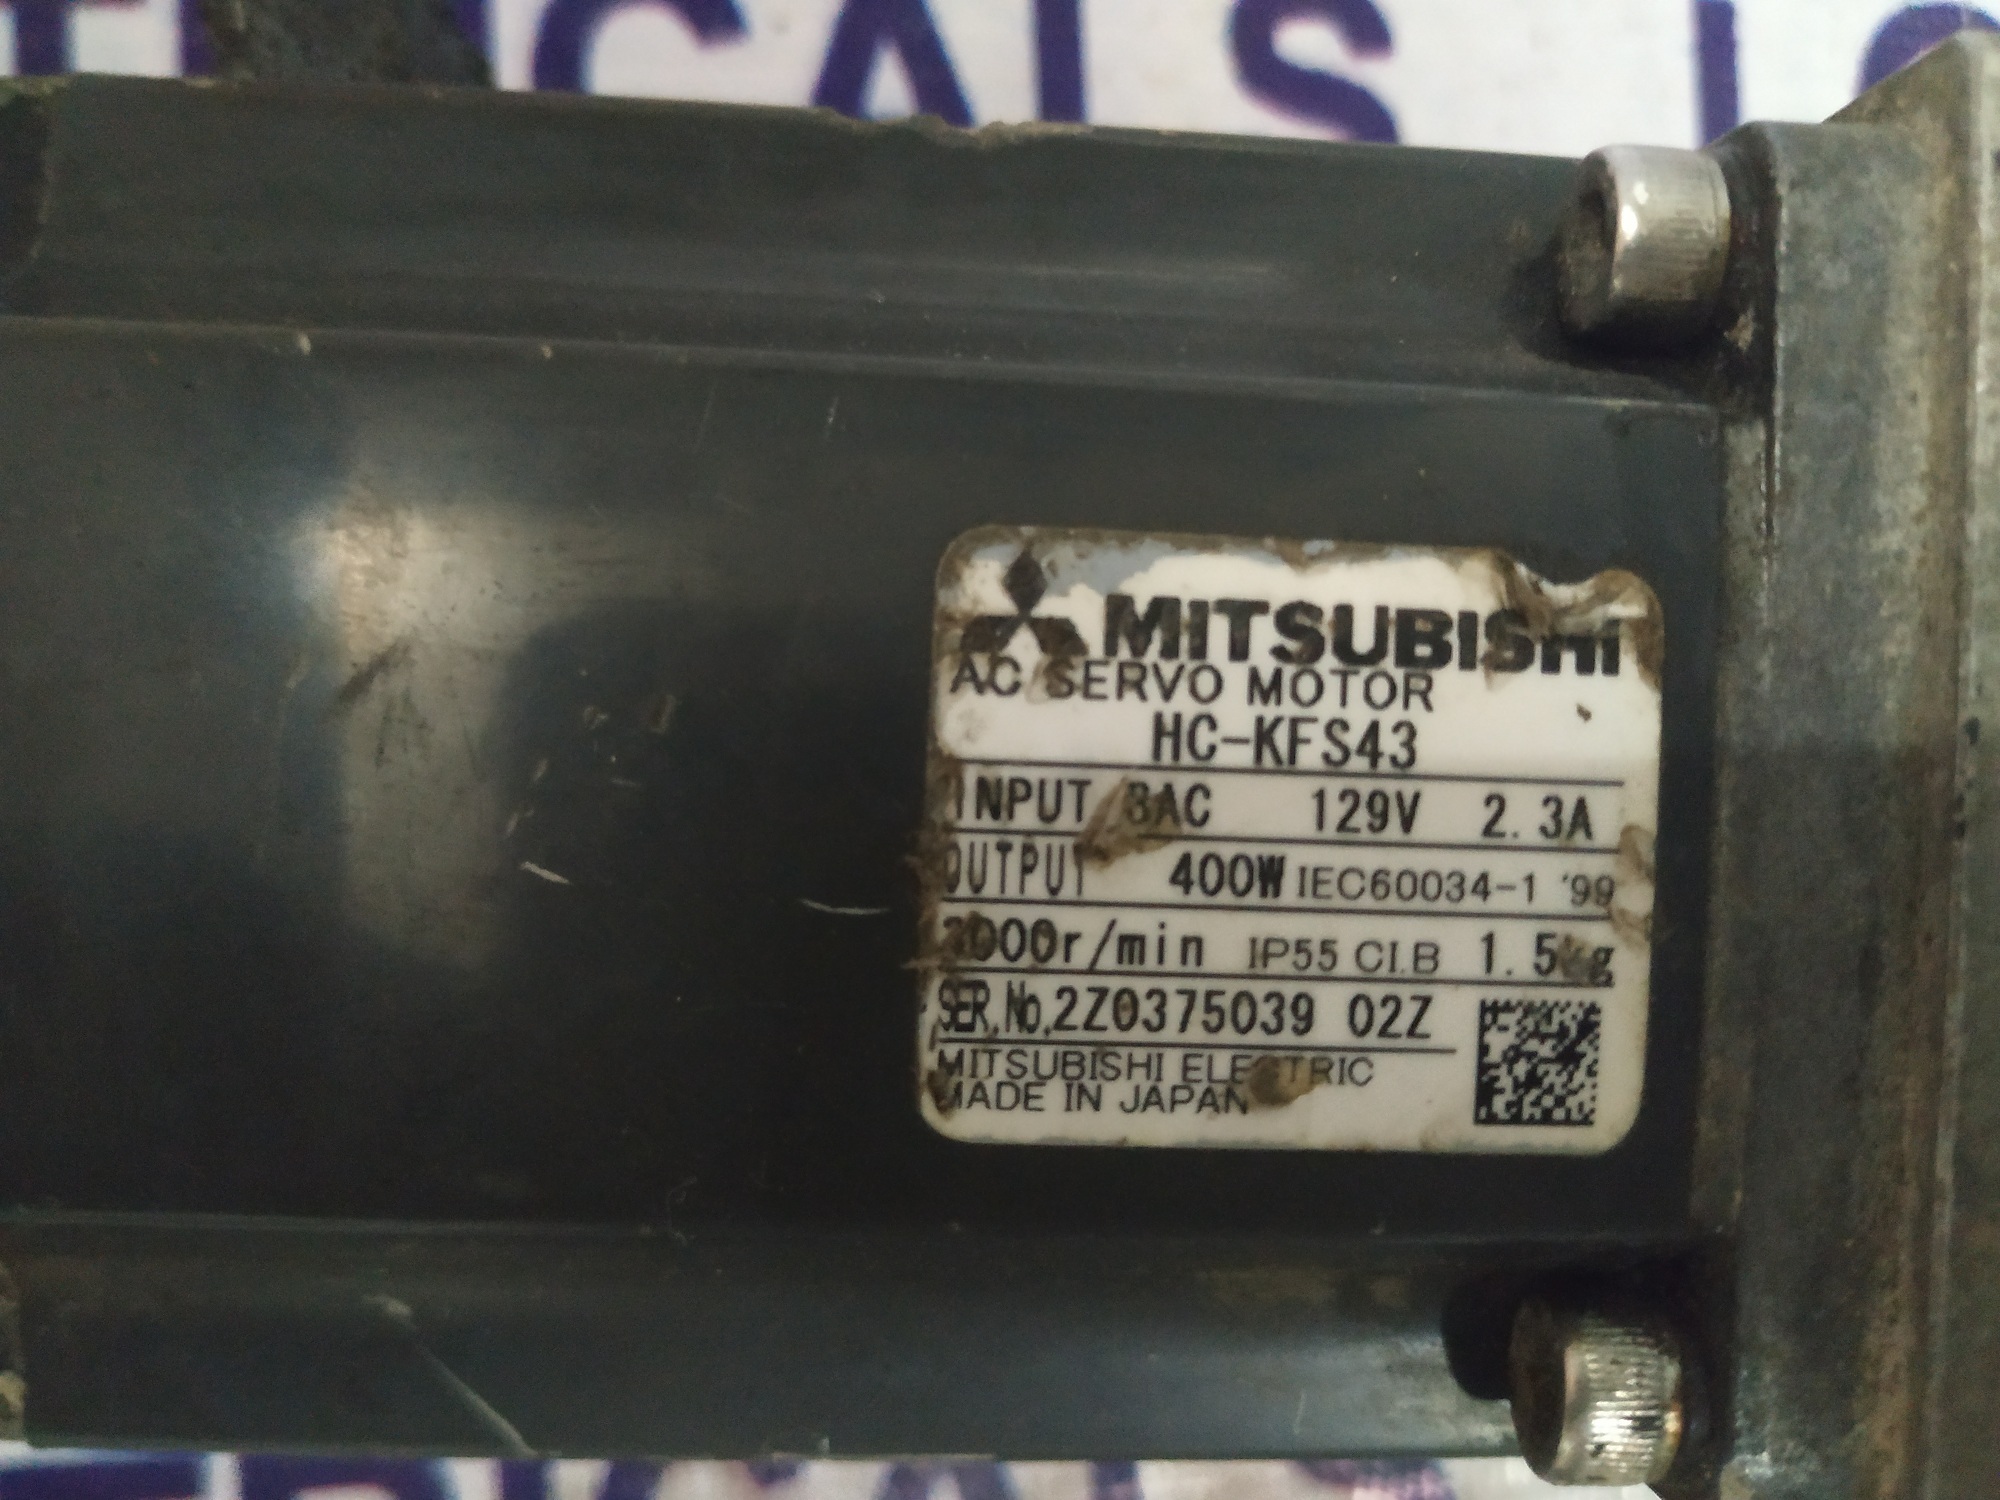 CALS
MITSUBISHI
AC SERVO MOTOR
HC-KFS43
INPUT 3AC 129V 2.3A
OUTPUT 400W IEC60034-1 '99
3000r/min IP55 CI.B 1.5kg
SER.No.2Z0375039 02Z
MITSUBISHI ELECTRIC
MADE IN JAPAN